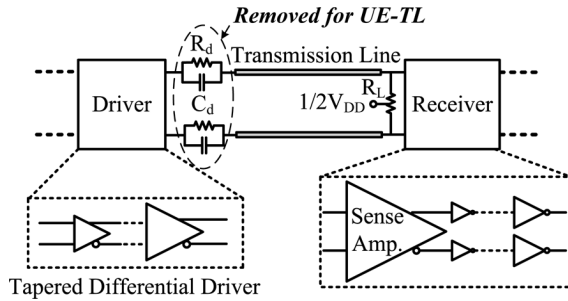 Removed for UE-TL
R_d
Transmission Line
Driver
C_d
1/2V_DD
R_L
Receiver
Sense
Amp.
Tapered Differential Driver